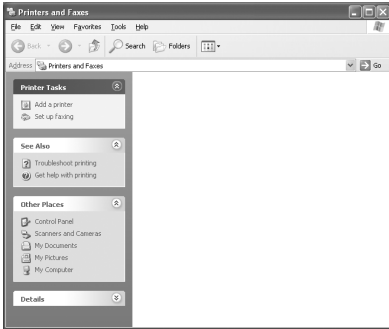 Printers and Faxes
File Edit View Favorites Tools Help
Back Search Folders
Address Printers and Faxes Go
Printer Tasks
Add a printer
Set up faxing
See Also
Troubleshoot printing
Get help with printing
Other Places
Control Panel
Scanners and Cameras
My Documents
My Pictures
My Computer
Details